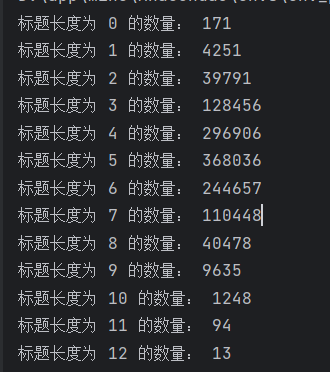 标题长度为 0 的数量： 171
标题长度为 1 的数量： 4251
标题长度为 2 的数量： 39791
标题长度为 3 的数量： 128456
标题长度为 4 的数量： 296906
标题长度为 5 的数量： 368036
标题长度为 6 的数量： 244657
标题长度为 7 的数量： 110448
标题长度为 8 的数量： 40478
标题长度为 9 的数量： 9635
标题长度为 10 的数量： 1248
标题长度为 11 的数量： 94
标题长度为 12 的数量： 13